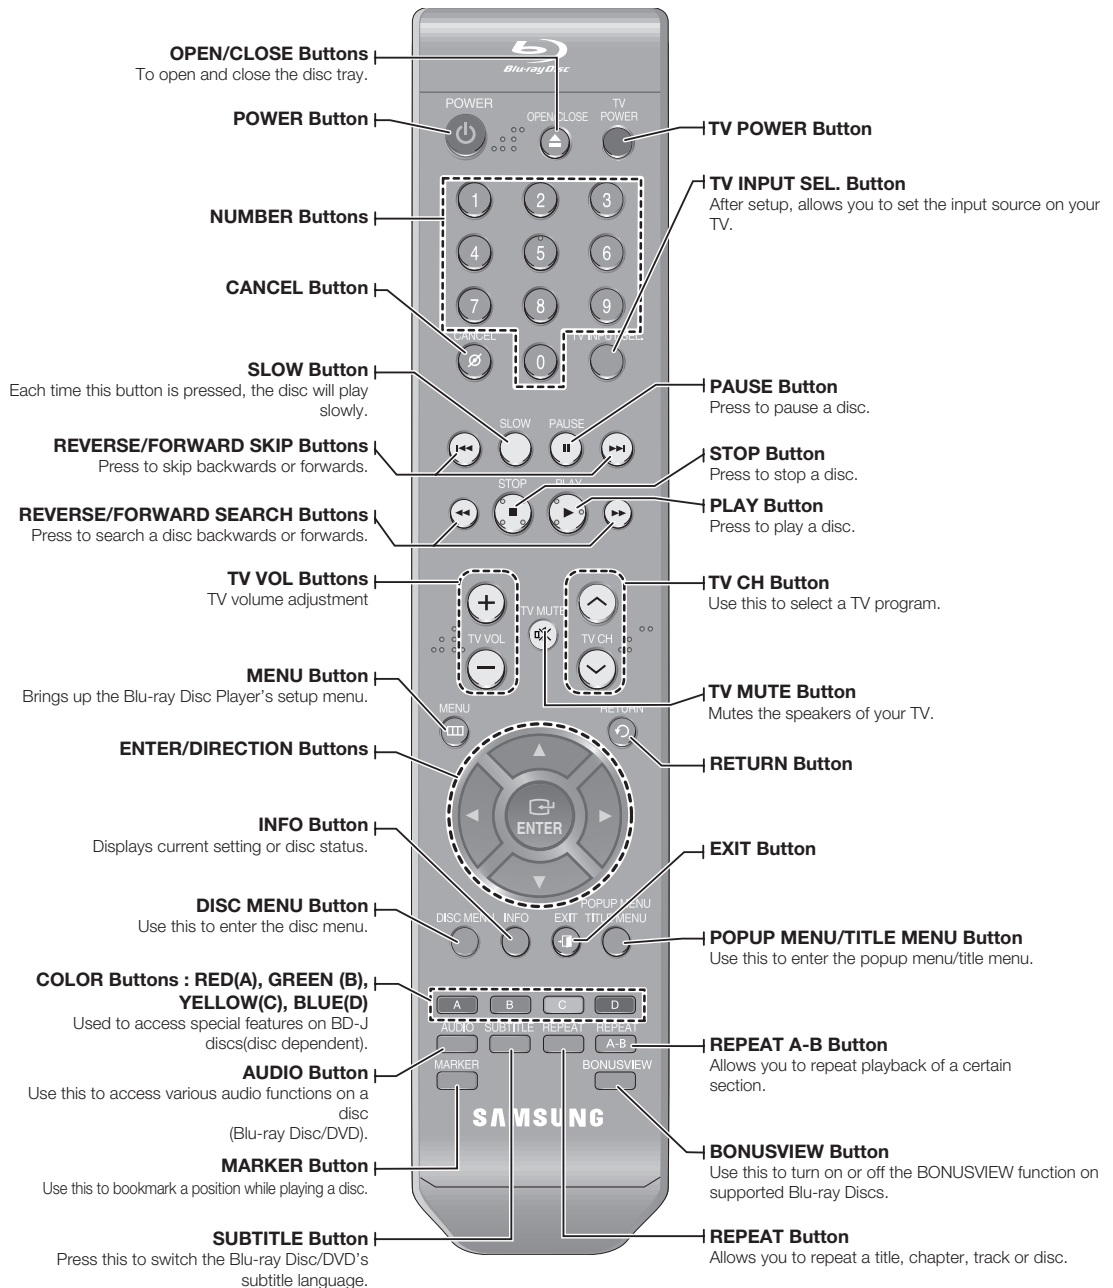 OPEN/CLOSE Buttons
To open and close the disc tray.
POWER Button
NUMBER Buttons
CANCEL Button
SLOW Button
Each time this button is pressed, the disc will play
slowly.
REVERSE/FORWARD SKIP Buttons
Press to skip backwards or forwards.
REVERSE/FORWARD SEARCH Buttons
Press to search a disc backwards or forwards.
TV VOL Buttons
TV volume adjustment
MENU Button
Brings up the Blu-ray Disc Player's setup menu.
ENTER/DIRECTION Buttons
INFO Button
Displays current setting or disc status.
DISC MENU Button
Use this to enter the disc menu.
COLOR Buttons : RED(A), GREEN (B),
YELLOW(C), BLUE(D)
Used to access special features on BD-J
discs(disc dependent).
AUDIO Button
Use this to access various audio functions on a
disc
(Blu-ray Disc/DVD).
MARKER Button
Use this to bookmark a position while playing a disc.
SUBTITLE Button
Press this to switch the Blu-ray Disc/DVD's
subtitle language.
Blu-ray Disc
POWER
OPEN/CLOSE
TV
POWER
1 2 3
4 5 6
7 8 9
CANCEL
TV INPUT SEL.
0
SLOW PAUSE
STOP PLAY
TV MUTE
TV VOL
TV CH
MENU
RETURN
ENTER
DISC MENU INFO EXIT
POPUP MENU
TITLE MENU
A B C D
AUDIO SUBTITLE REPEAT REPEAT
A-B
MARKER
BONUSVIEW
SAMSUNG
TV POWER Button
TV INPUT SEL. Button
After setup, allows you to set the input source on your
TV.
PAUSE Button
Press to pause a disc.
STOP Button
Press to stop a disc.
PLAY Button
Press to play a disc.
TV CH Button
Use this to select a TV program.
TV MUTE Button
Mutes the speakers of your TV.
RETURN Button
EXIT Button
POPUP MENU/TITLE MENU Button
Use this to enter the popup menu/title menu.
REPEAT A-B Button
Allows you to repeat playback of a certain
section.
BONUSVIEW Button
Use this to turn on or off the BONUSVIEW function on
supported Blu-ray Discs.
REPEAT Button
Allows you to repeat a title, chapter, track or disc.